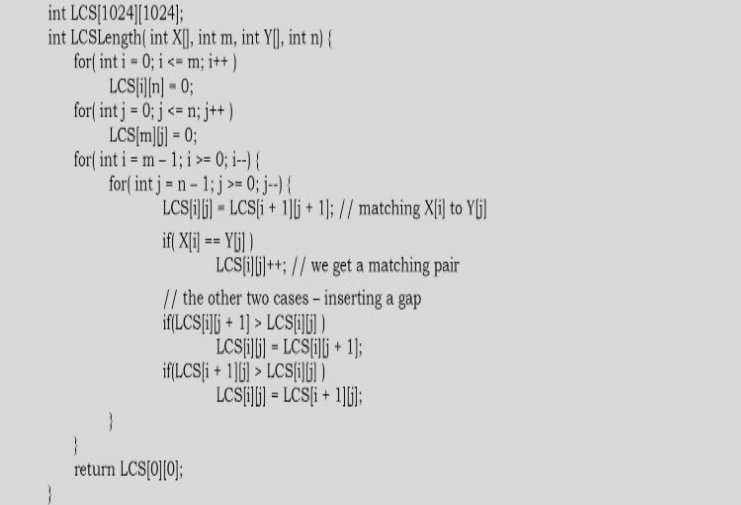 int LCS[1024][1024];
int LCSLength( int X[], int m, int Y[], int n) {
for( int i = 0; i <= m; i++ )
LCS[i][n] = 0;
for( int j = 0; j <= n; j++ )
LCS[m][j] = 0;
for( int i = m – 1; i >= 0; i--) {
for( int j = n – 1; j >= 0; j--) {
LCS[i][j] = LCS[i + 1][j + 1]; // matching X[i] to Y[j]
if( X[i] == Y[j] )
LCS[i][j]++; // we get a matching pair
// the other two cases – inserting a gap
if(LCS[i][j + 1] > LCS[i][j] )
LCS[i][j] = LCS[i][j + 1];
if(LCS[i + 1][j] > LCS[i][j] )
LCS[i][j] = LCS[i + 1][j];
}
}
return LCS[0][0];
}